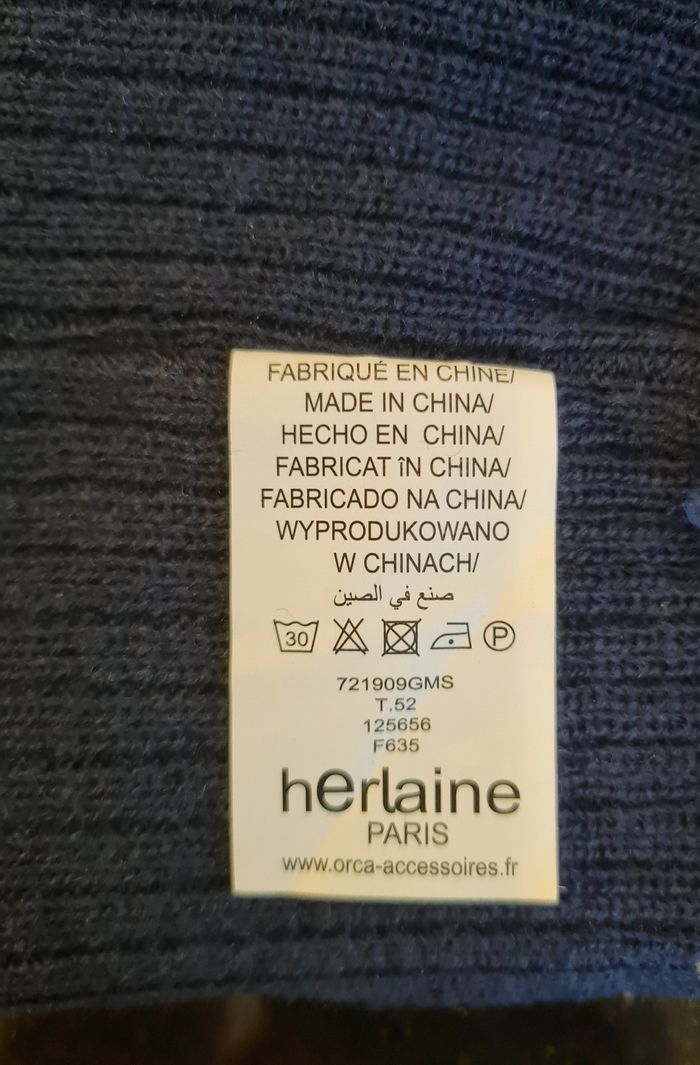 FABRIQUÉ EN CHINE/
MADE IN CHINA/
HECHO EN CHINA/
FABRICAT îN CHINA/
FABRICADO NA CHINA/
WYPRODUKOWANO
W CHINACH/
صنع في الصين
30 P
721909GMS
T.52
125656
F635
herlaine
PARIS
www.orca-accessoires.fr